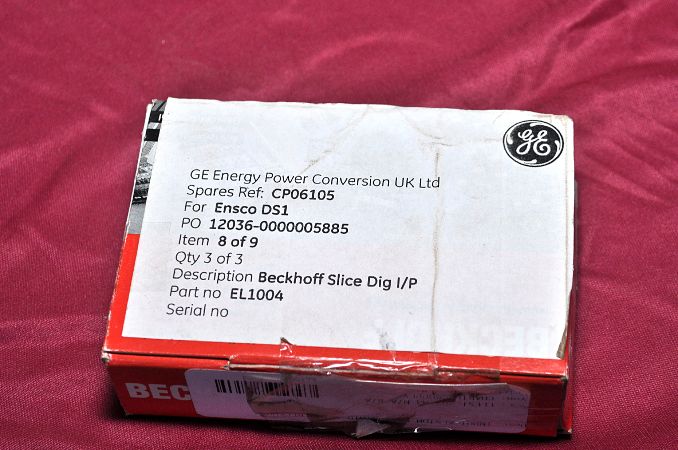 GE
GE Energy Power Conversion UK Ltd
Spares Ref: CP06105
For Ensco DS1
PO 12036-0000005885
Item 8 of 9
Qty 3 of 3
Description Beckhoff Slice Dig I/P
Part no EL1004
Serial no
BEC